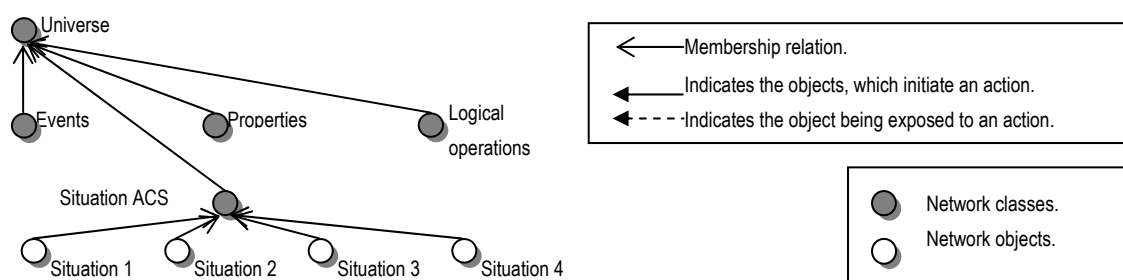 Universe
Membership relation.
Indicates the objects, which initiate an action.
Indicates the object being exposed to an action.
Events
Properties
Logical
operations
Situation ACS
Network classes.
Network objects.
Situation 1
Situation 2
Situation 3
Situation 4